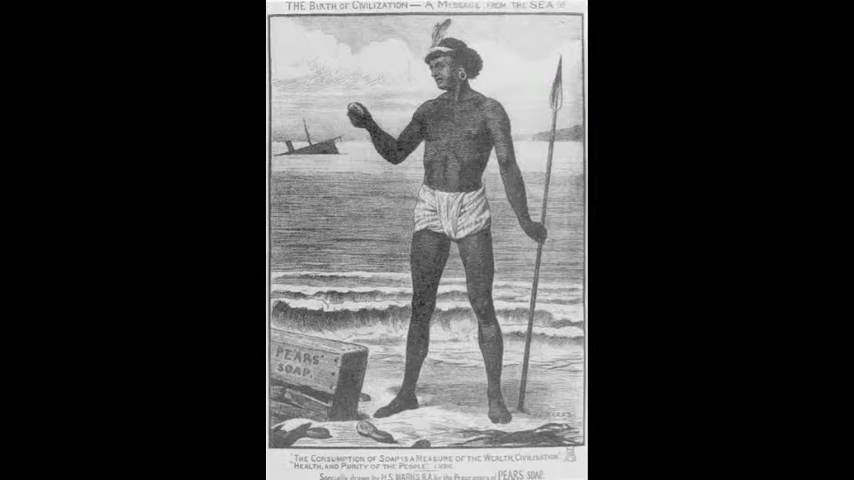 THE BIRTH OF CIVILIZATION — A MESSAGE FROM THE SEA
PEARS'
SOAP.
"THE CONSUMPTION OF SOAP IS A MEASURE OF THE WEALTH, CIVILISATION,
HEALTH, AND PURITY OF THE PEOPLE"
Specially drawn by H.S. MARKS, R.A. for the Proprietors of PEARS' SOAP.